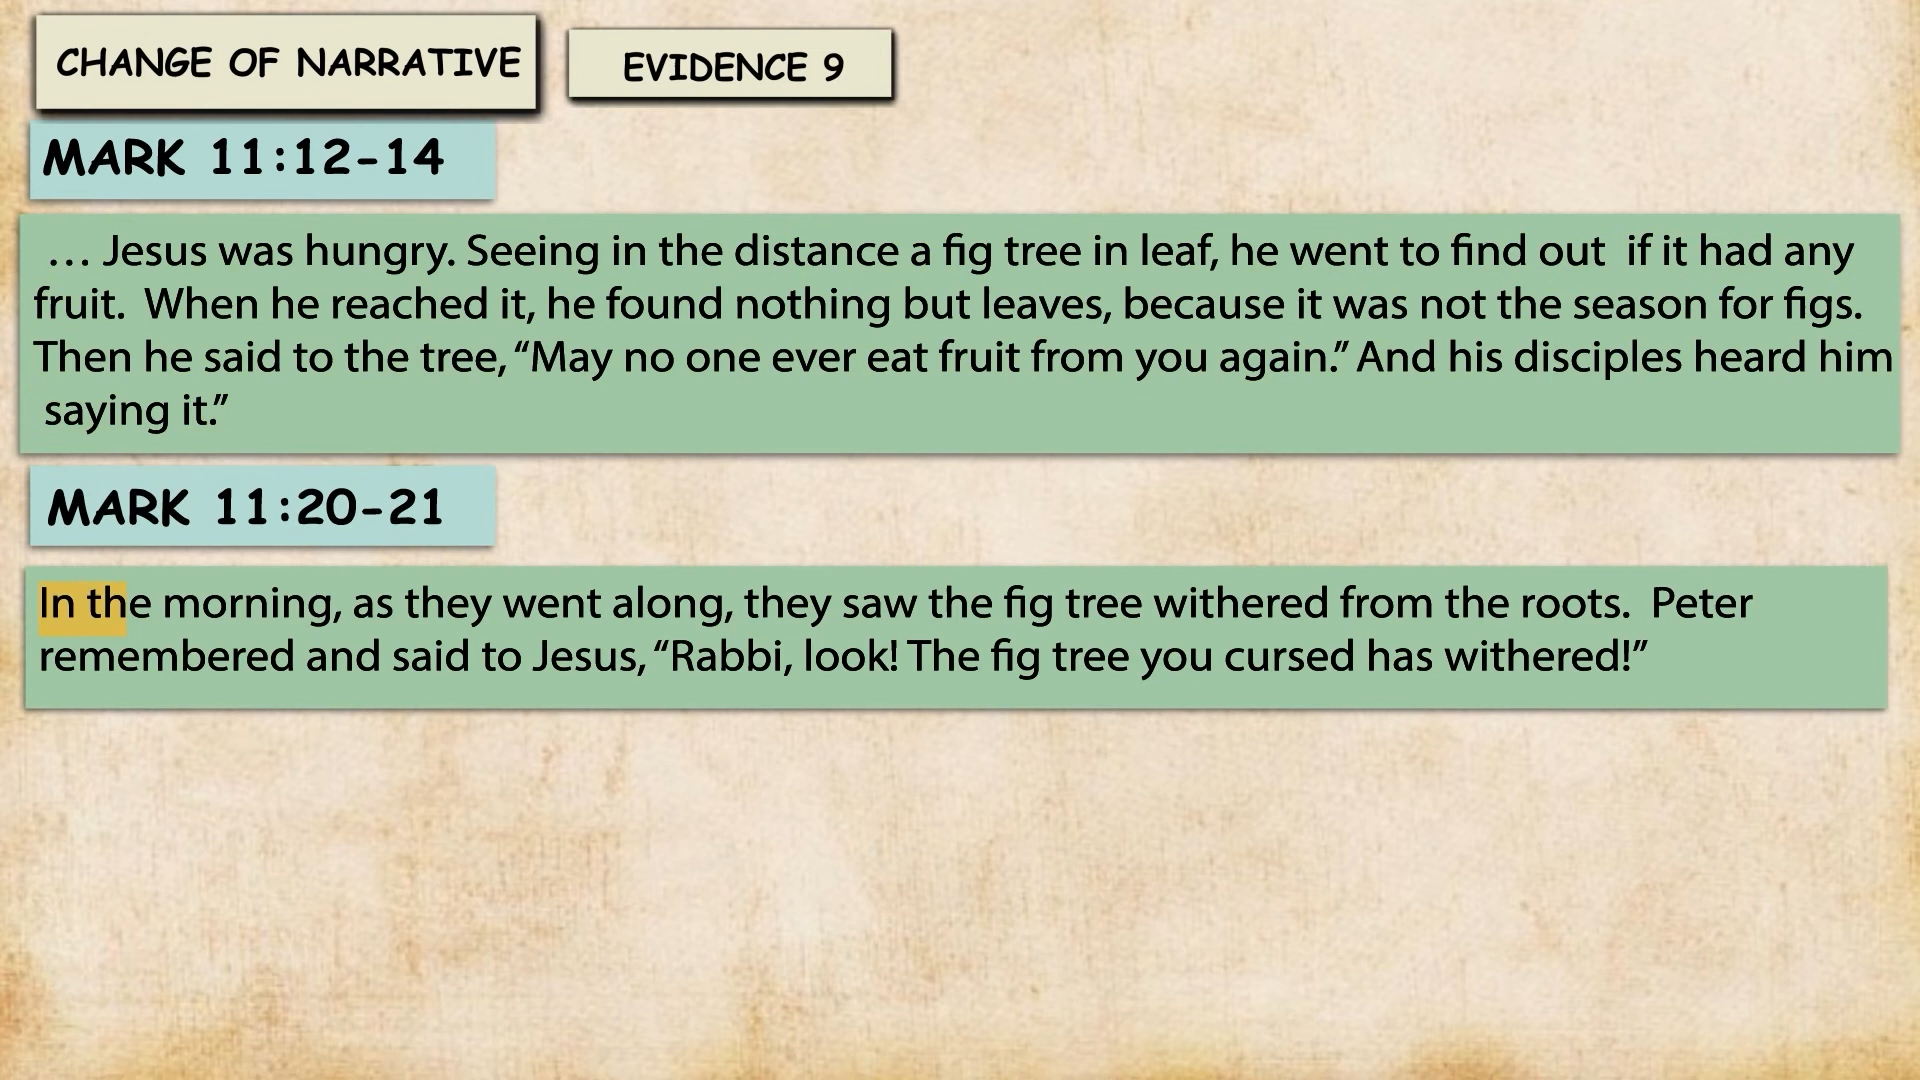 CHANGE OF NARRATIVE
EVIDENCE 9
MARK 11:12-14
… Jesus was hungry. Seeing in the distance a fig tree in leaf, he went to find out if it had any
fruit. When he reached it, he found nothing but leaves, because it was not the season for figs.
Then he said to the tree, “May no one ever eat fruit from you again.” And his disciples heard him
saying it.”
MARK 11:20-21
In the morning, as they went along, they saw the fig tree withered from the roots. Peter
remembered and said to Jesus, “Rabbi, look! The fig tree you cursed has withered!”